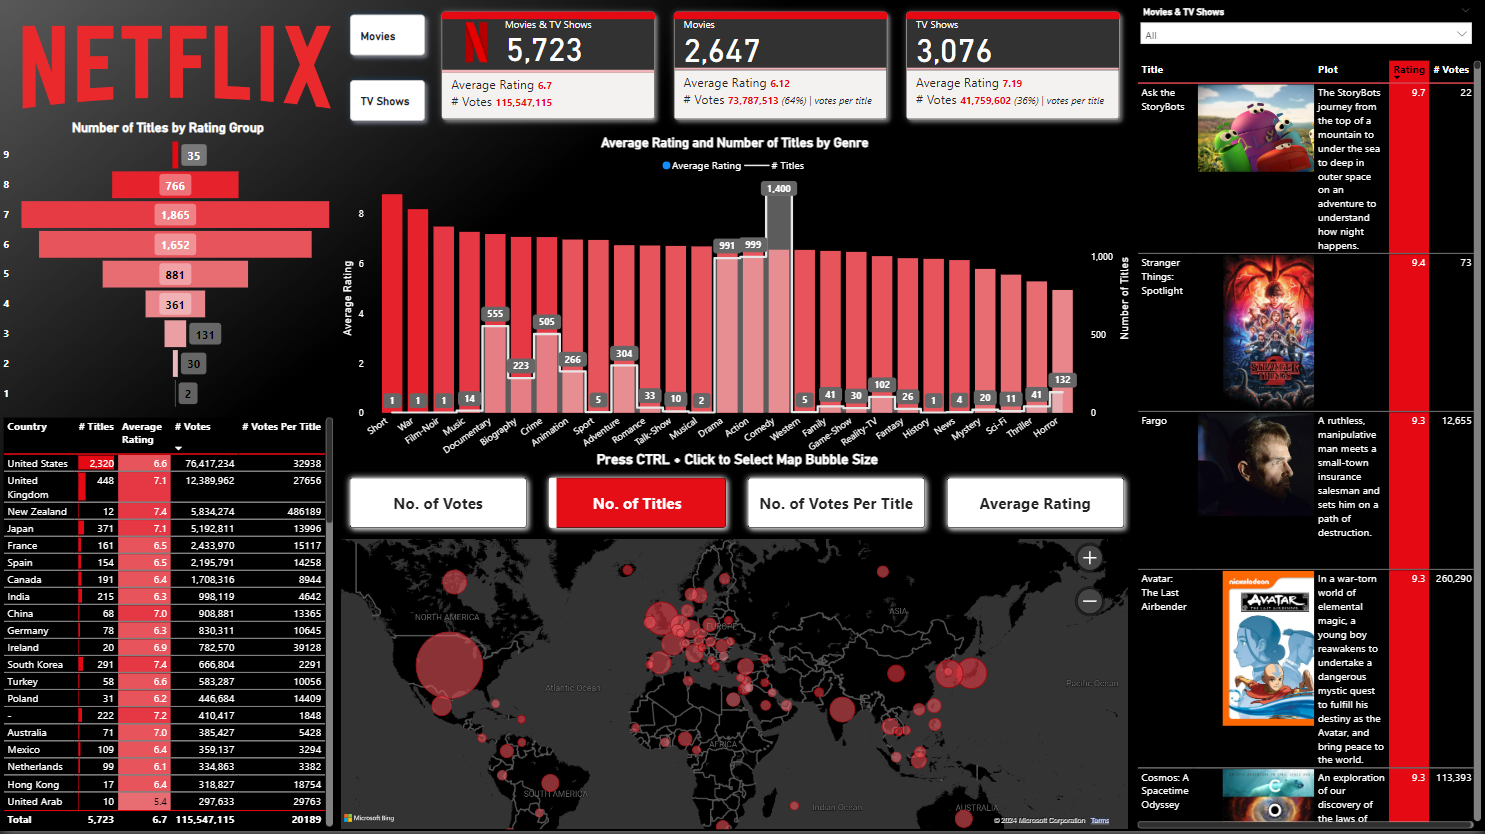 NETFLIX
Movies
TV Shows
Movies & TV Shows
5,723
Average Rating 6.7
# Votes 115,547,115
Movies
2,647
Average Rating 6.12
# Votes 73,787,513 (64%) | votes per title
TV Shows
3,076
Average Rating 7.19
# Votes 41,759,602 (36%) | votes per title
Movies & TV Shows
All
Number of Titles by Rating Group
9 35
8 766
7 1,865
6 1,652
5 881
4 361
3 131
2 30
1 2
Average Rating and Number of Titles by Genre
Average Rating # Titles
Average Rating
8
6
4
2
0
Number of Titles
1,000
500
0
1
1
1
14
555
223
505
266
5
304
33
10
2
991
999
1,400
5
41
30
102
26
1
4
20
11
41
132
Short
War
Film-Noir
Music
Documentary
Biography
Crime
Animation
Sport
Adventure
Romance
Talk-Show
Musical
Drama
Action
Comedy
Western
Family
Game-Show
Reality-TV
Fantasy
History
News
Mystery
Sci-Fi
Thriller
Horror
Press CTRL • Click to Select Map Bubble Size
No. of Votes
No. of Titles
No. of Votes Per Title
Average Rating
Country # Titles Average Rating # Votes # Votes Per Title
United States 2,320 6.6 76,417,234 32938
United Kingdom 448 7.1 12,389,962 27656
New Zealand 12 7.4 5,834,274 486189
Japan 371 7.1 5,192,811 13996
France 161 6.5 2,433,970 15117
Spain 154 6.5 2,195,791 14258
Canada 191 6.4 1,708,316 8944
India 215 6.3 998,119 4642
China 68 7.0 908,881 13365
Germany 78 6.3 830,311 10645
Ireland 20 6.9 782,570 39128
South Korea 291 7.4 666,804 2291
Turkey 58 6.6 583,287 10056
Poland 31 6.2 446,684 14409
- 222 7.2 410,417 1848
Australia 71 7.0 385,427 5428
Mexico 109 6.4 359,137 3294
Netherlands 99 6.1 334,863 3382
Hong Kong 17 6.4 318,827 18754
United Arab 10 5.4 297,633 29763
Total 5,723 6.7 115,547,115 20189
NORTH AMERICA
EUROPE
ASIA
Atlantic Ocean
Pacific Ocean
AFRICA
SOUTH AMERICA
Indian Ocean
AUSTRALIA
+
−
Microsoft Bing
© 2024 Microsoft Corporation Terms
Title Plot Rating # Votes
Ask the
StoryBots
The StoryBots
journey from
the top of a
mountain to
under the sea
to deep in
outer space
on an
adventure to
understand
how night
happens.
9.7 22
Stranger
Things:
Spotlight
STRANGER
THINGS
2
9.4 73
Fargo
A ruthless,
manipulative
man meets a
small-town
insurance
salesman and
sets him on a
path of
destruction.
9.3 12,655
Avatar:
The Last
Airbender
nickelodeon
AVATAR
THE LAST AIRBENDER
In a war-torn
world of
elemental
magic, a
young boy
reawakens to
undertake a
dangerous
mystic quest
to fulfill his
destiny as the
Avatar, and
bring peace to
the world.
9.3 260,290
Cosmos: A
Spacetime
Odyssey
An exploration
of our
discovery of
the laws of
9.3 113,393